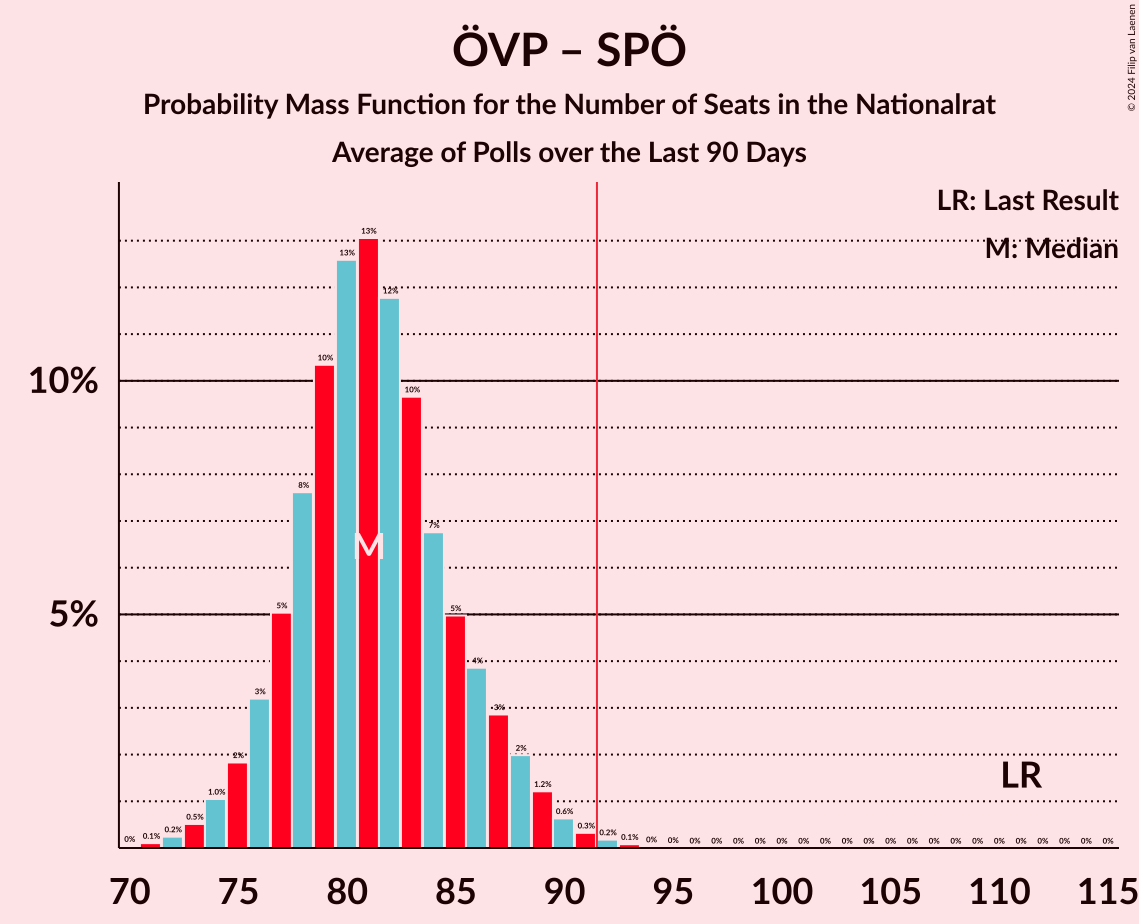 ÖVP – SPÖ
Probability Mass Function for the Number of Seats in the Nationalrat
Average of Polls over the Last 90 Days
© 2024 Filip van Laenen
LR: Last Result
M: Median
10%
5%
0% 0.1% 0.2% 0.5% 1.0% 2% 3% 5% 8% 10% 13% 13% 12% 10% 7% 5% 4% 3% 2% 1.2% 0.6% 0.3% 0.2% 0.1% 0% 0% 0% 0% 0% 0% 0% 0% 0% 0% 0% 0% 0% 0% 0% 0% 0% 0% 0% 0% 0% 0%
M
LR
70 75 80 85 90 95 100 105 110 115